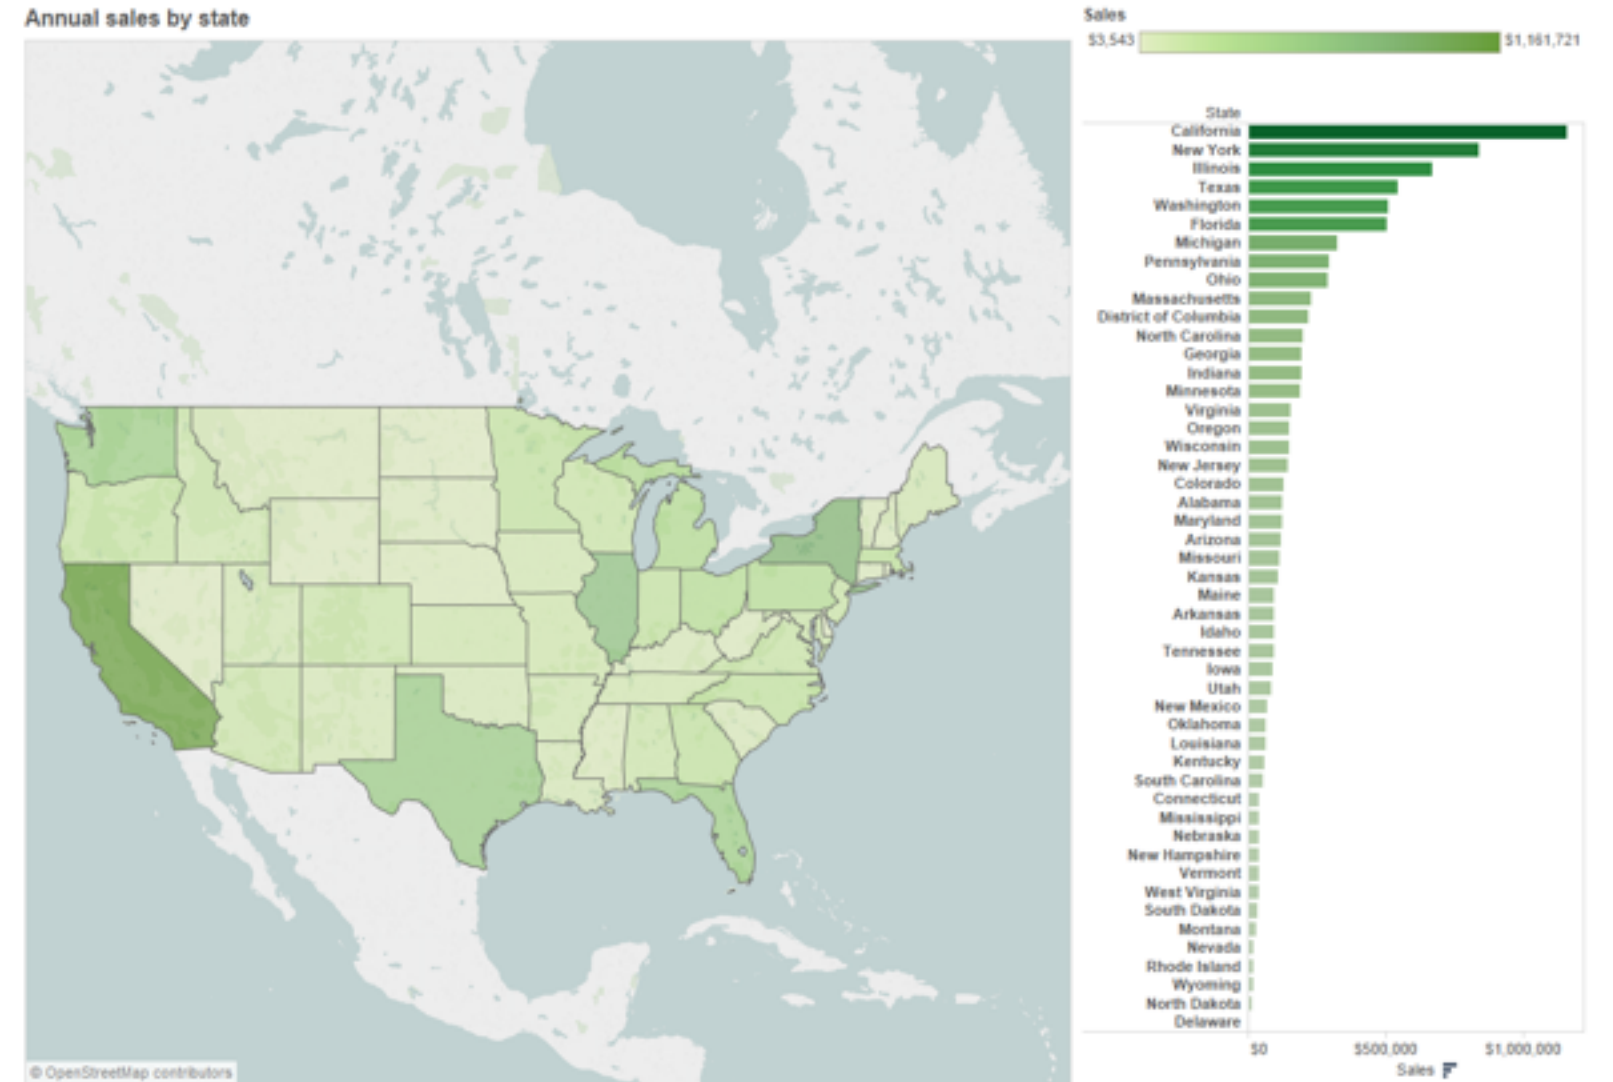 Annual sales by state
Sales
$3,543 $1,161,721
State
California
New York
Illinois
Texas
Washington
Florida
Michigan
Pennsylvania
Ohio
Massachusetts
District of Columbia
North Carolina
Georgia
Indiana
Minnesota
Virginia
Oregon
Wisconsin
New Jersey
Colorado
Alabama
Maryland
Arizona
Missouri
Kansas
Maine
Arkansas
Idaho
Tennessee
Iowa
Utah
New Mexico
Oklahoma
Louisiana
Kentucky
South Carolina
Connecticut
Mississippi
Nebraska
New Hampshire
Vermont
West Virginia
South Dakota
Montana
Nevada
Rhode Island
Wyoming
North Dakota
Delaware
$0 $500,000 $1,000,000
Sales
© OpenStreetMap contributors